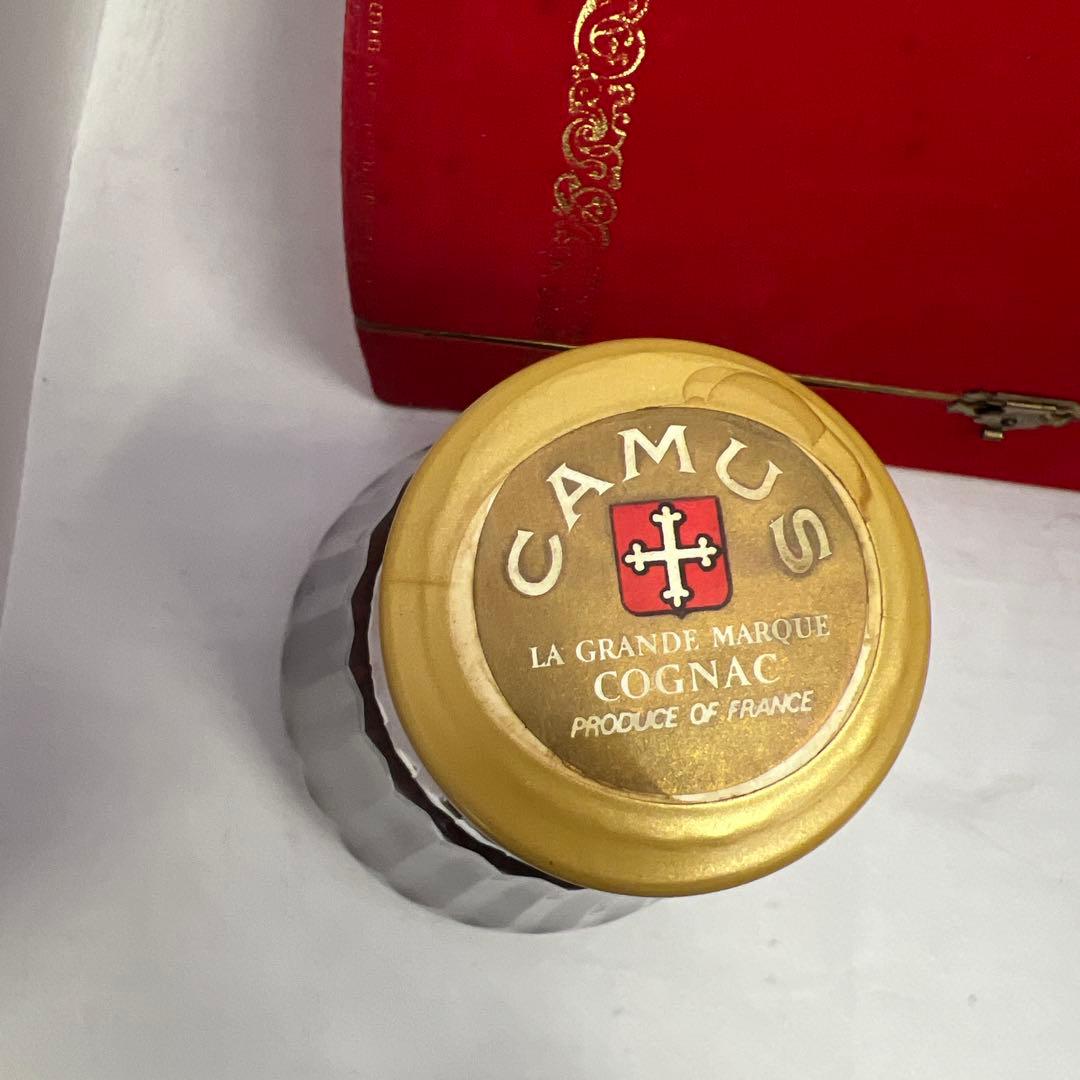 CAMUS
LA GRANDE MARQUE
COGNAC
PRODUCE OF FRANCE